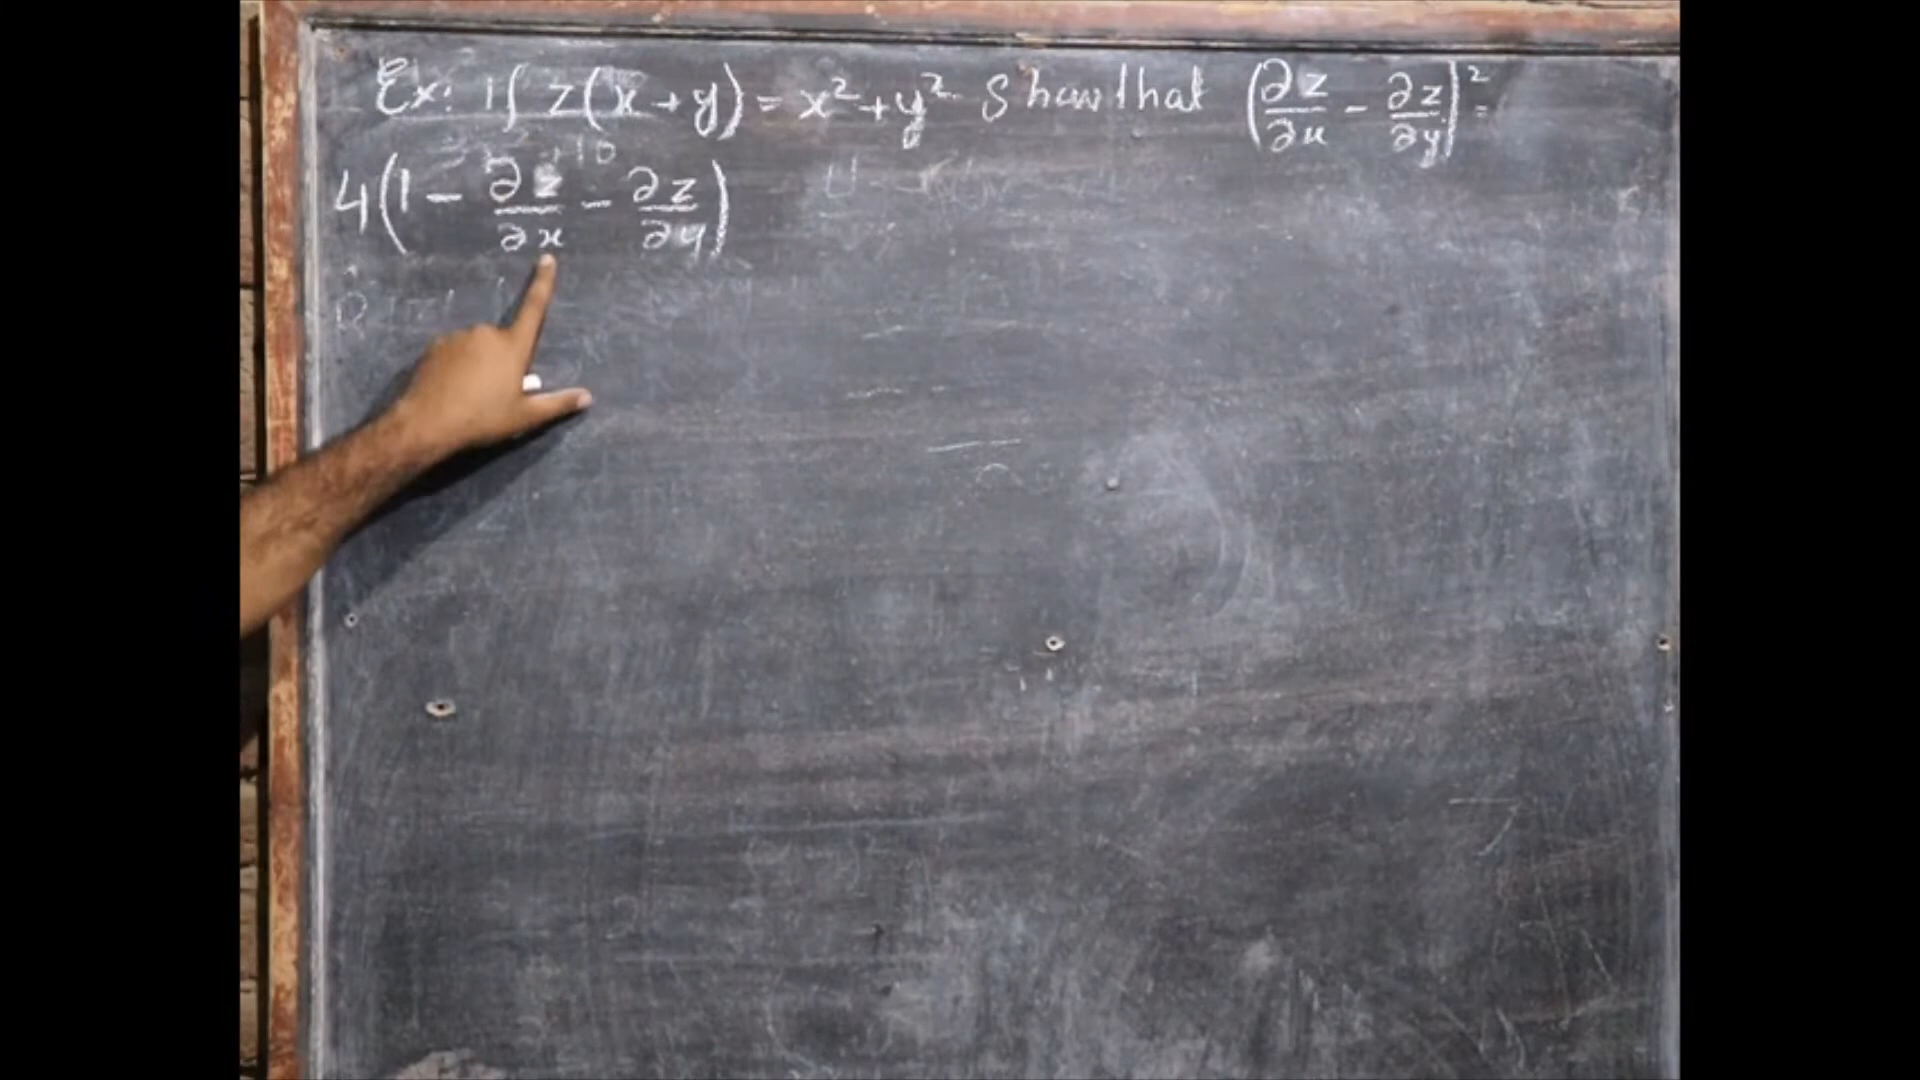 Ex: If z(x+y) = x²+y². Show that (∂z/∂x - ∂z/∂y)² =
4(1 - ∂z/∂x - ∂z/∂y)